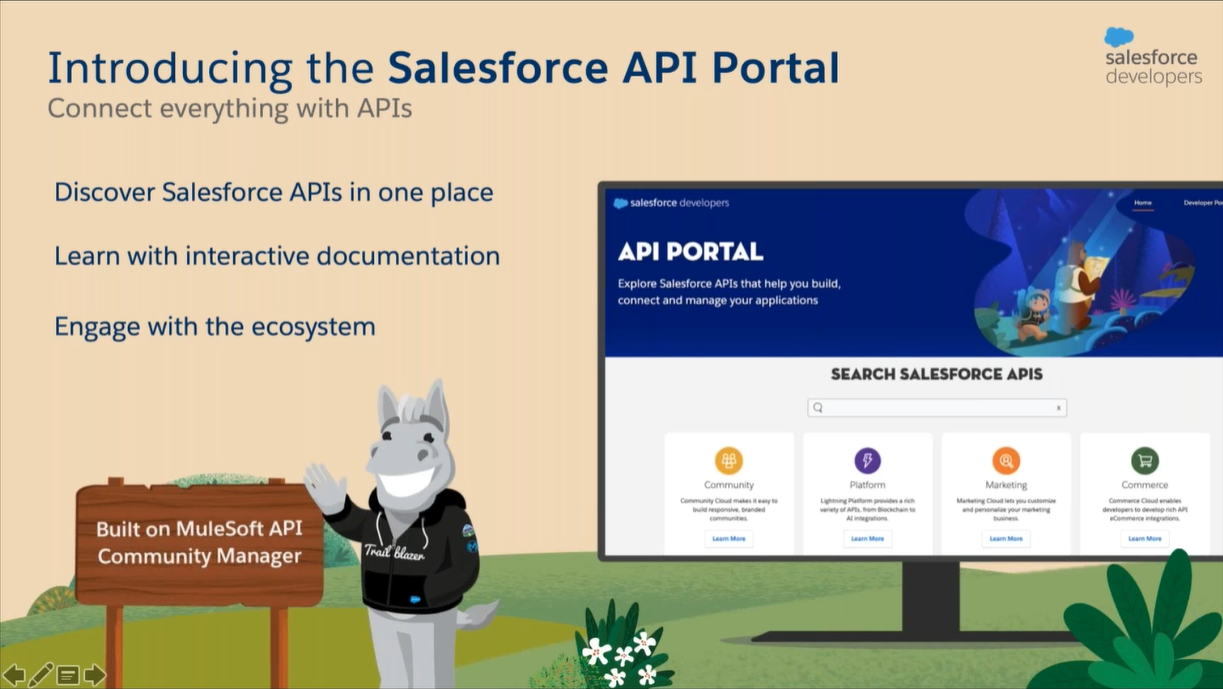 Introducing the Salesforce API Portal
Connect everything with APIs
salesforce
developers
Discover Salesforce APIs in one place
Learn with interactive documentation
Engage with the ecosystem
Built on MuleSoft API
Community Manager
Trailblazer
salesforce developers
Home
Developer Por
API PORTAL
Explore Salesforce APIs that help you build,
connect and manage your applications
SEARCH SALESFORCE APIS
x
Community
Community Cloud makes it easy to
build responsive, branded
communities.
Learn More
Platform
Lightning Platform provides a rich
variety of APIs, from Blockchain to
AI integrations.
Learn More
Marketing
Marketing Cloud lets you customize
and personalize your marketing
business.
Learn More
Commerce
Commerce Cloud enables
developers to develop rich API
eCommerce integrations.
Learn More